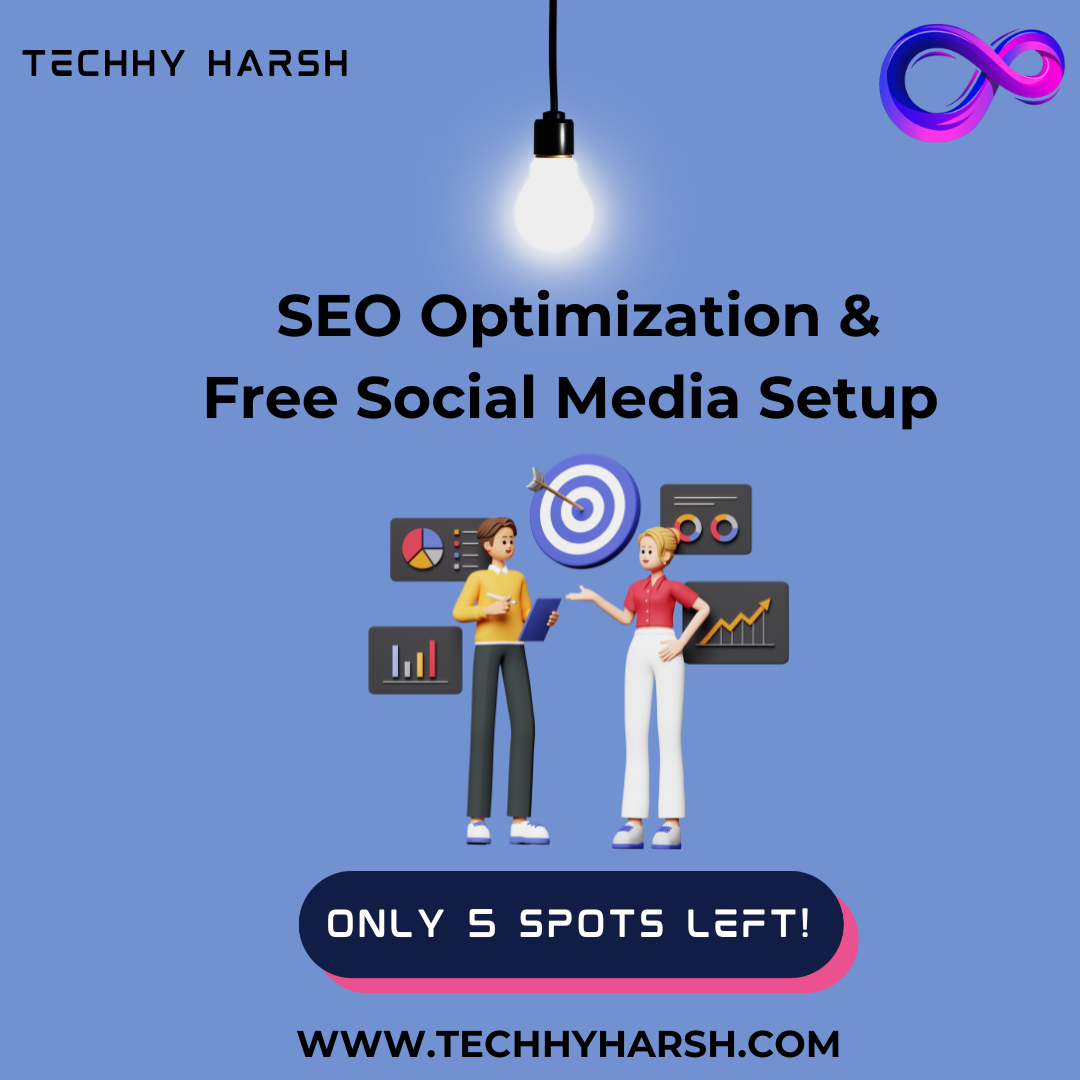 TECHHY HARSH
SEO Optimization &
Free Social Media Setup
ONLY 5 SPOTS LEFT!
WWW.TECHHYHARSH.COM